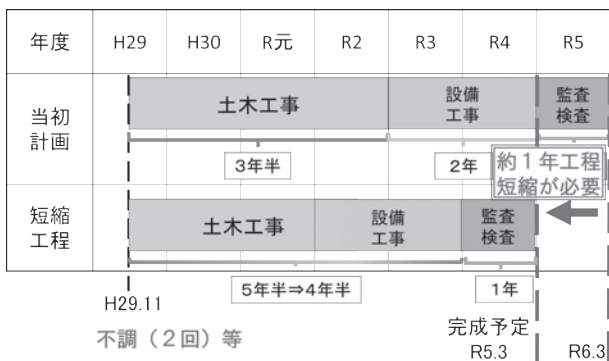 年度 H29 H30 R元 R2 R3 R4 R5
当初
計画
土木工事
設備
工事
監査
検査
3年半
2年
約1年工程
短縮が必要
短縮
工程
土木工事
設備
工事
監査
検査
5年半⇒4年半
1年
H29.11
不調（2回）等
完成予定
R5.3
R6.3